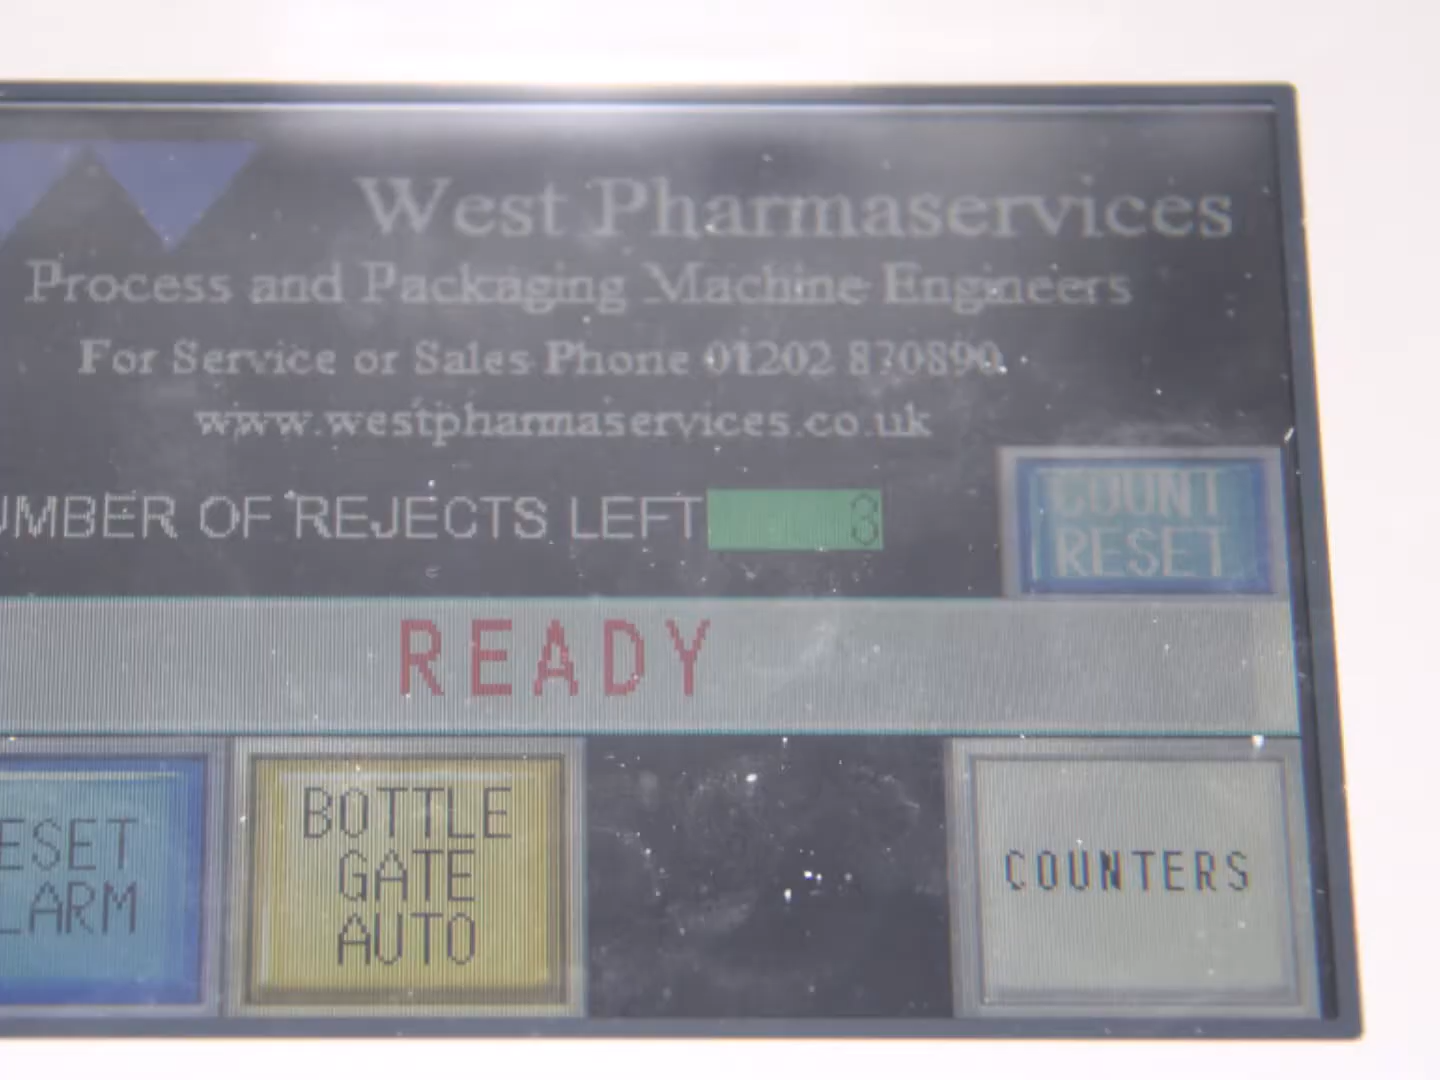 West Pharmaservices
Process and Packaging Machine Engineers
For Service or Sales Phone 01202 870890
www.westpharmaservices.co.uk
UMBER OF REJECTS LEFT 3
COUNT
RESET
READY
ESET
LARM
BOTTLE
GATE
AUTO
COUNTERS